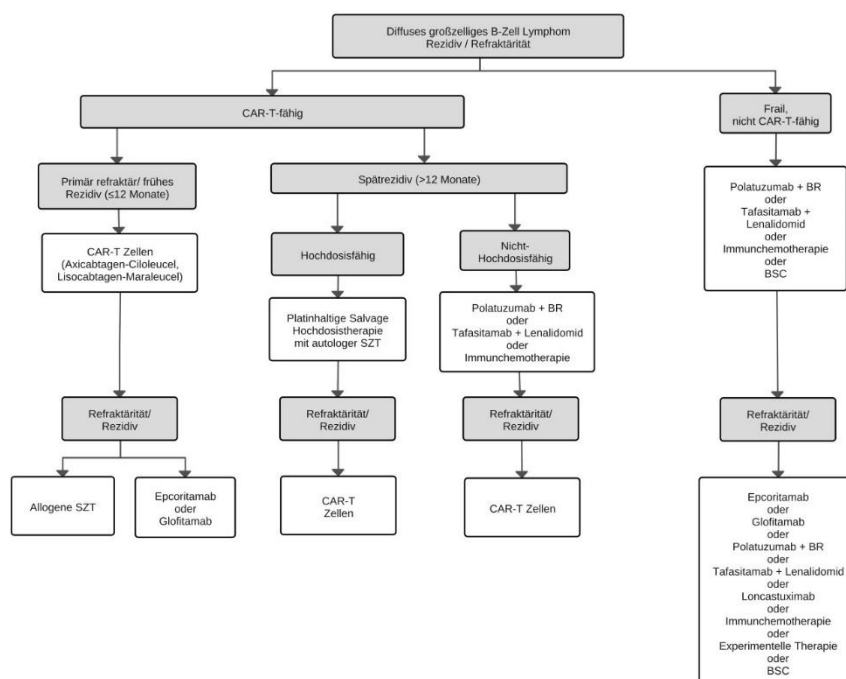 Diffuses großzelliges B-Zell Lymphom
Rezidiv / Refraktärität
CAR-T-fähig
Frail,
nicht CAR-T-fähig
Primär refraktär/ frühes
Rezidiv (≤12 Monate)
Spätrezidiv (>12 Monate)
Polatuzumab + BR
oder
Tafasitamab +
Lenalidomid
oder
Immunchemotherapie
oder
BSC
CAR-T Zellen
(Axicabtagen-Ciloleucel,
Lisocabtagen-Maraleucel)
Hochdosisfähig
Nicht-
Hochdosisfähig
Platinhaltige Salvage
Hochdosistherapie
mit autologer SZT
Polatuzumab + BR
oder
Tafasitamab + Lenalidomid
oder
Immunchemotherapie
Refraktärität/
Rezidiv
Refraktärität/
Rezidiv
Refraktärität/
Rezidiv
Refraktärität/
Rezidiv
Allogene SZT
Epcoritamab
oder
Glofitamab
CAR-T
Zellen
CAR-T Zellen
Epcoritamab
oder
Glofitamab
oder
Polatuzumab + BR
oder
Tafasitamab + Lenalidomid
oder
Loncastuximab
oder
Immunchemotherapie
oder
Experimentelle Therapie
oder
BSC